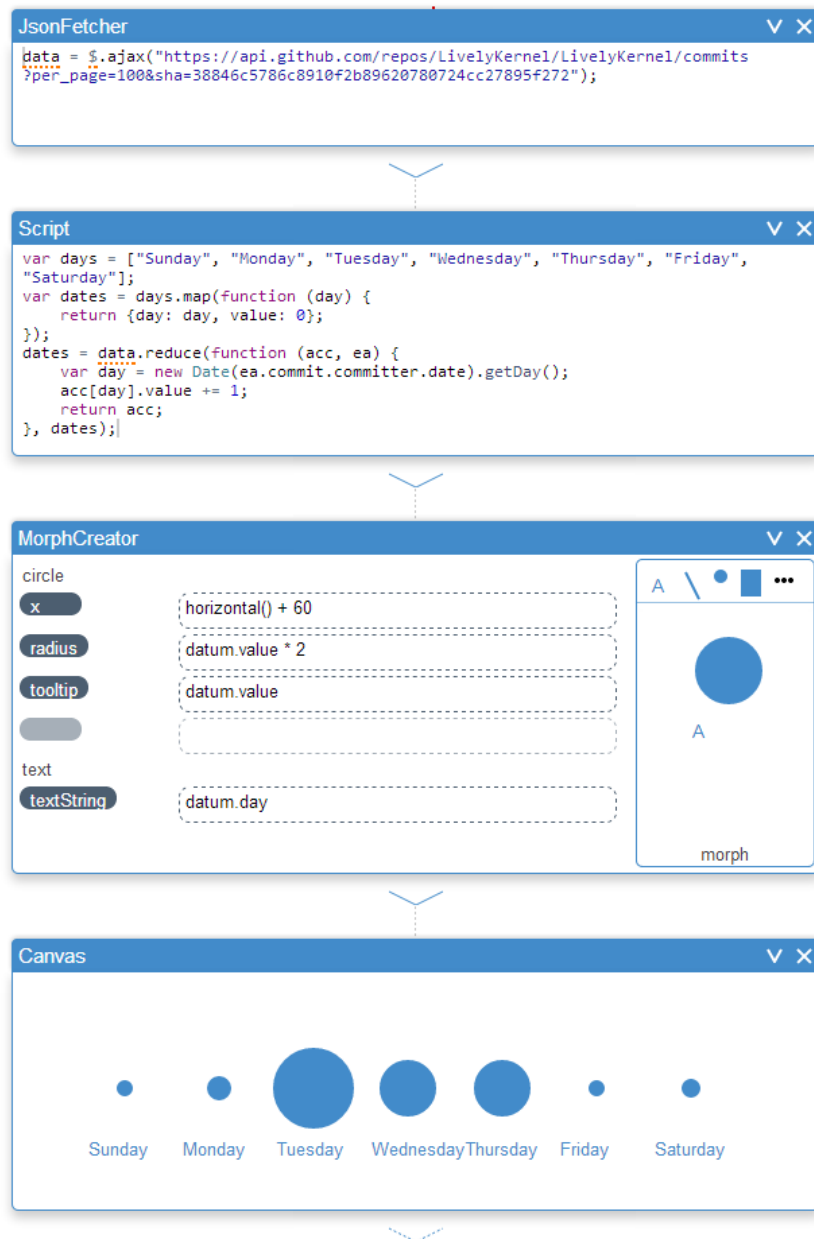 JsonFetcher
data = $.ajax("https://api.github.com/repos/LivelyKernel/LivelyKernel/commits
?per_page=100&sha=38846c5786c8910f2b89620780724cc27895f272");
Script
var days = ["Sunday", "Monday", "Tuesday", "Wednesday", "Thursday", "Friday",
"Saturday"];
var dates = days.map(function (day) {
    return {day: day, value: 0};
});
dates = data.reduce(function (acc, ea) {
    var day = new Date(ea.commit.committer.date).getDay();
    acc[day].value += 1;
    return acc;
}, dates);
MorphCreator
circle
x horizontal() + 60
radius datum.value * 2
tooltip datum.value
text
textString datum.day
A
A
morph
Canvas
Sunday Monday Tuesday Wednesday Thursday Friday Saturday